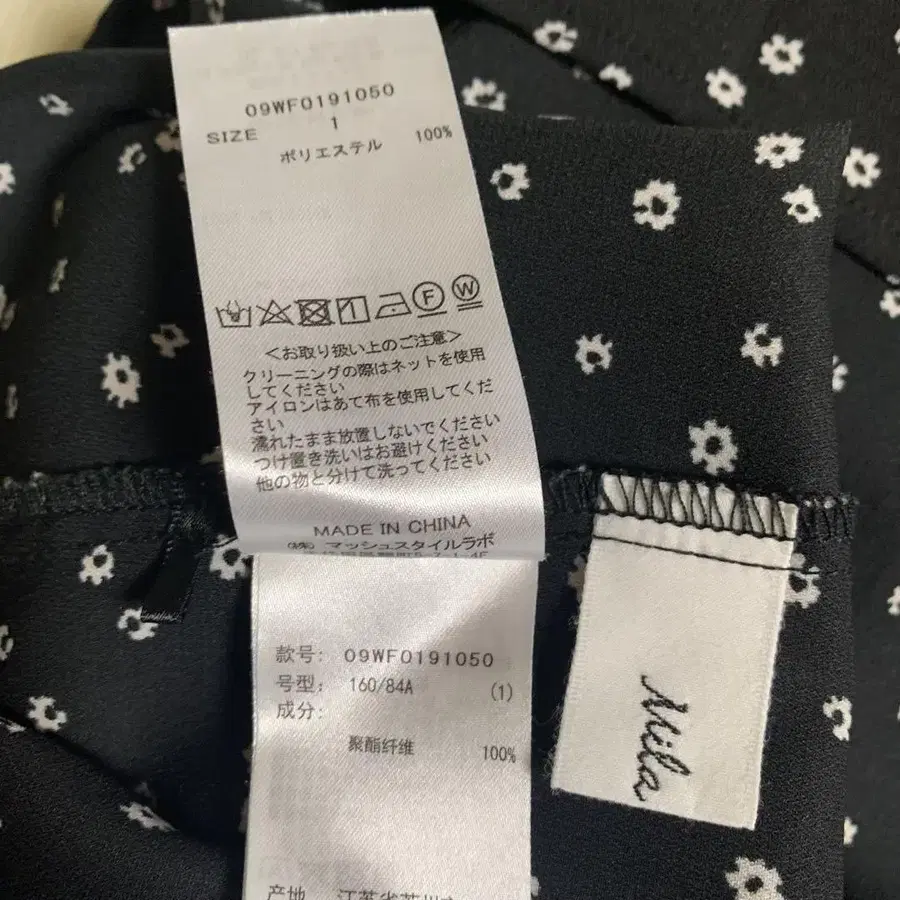 09WF0191050
SIZE 1
ポリエステル 100%
1 F W
<お取り扱い上のご注意>
クリーニングの際はネットを使用
してください
アイロンはあて布を使用してくだ
さい
濡れたまま放置しないでください
つけ置き洗いはお避けください
他の物と分けて洗ってください
MADE IN CHINA
(株)マッシュスタイルラボ
款号: 09WF0191050
号型: 160/84A (1)
成分:
聚酯纤维 100%
产地 江苏省苏州
Mila